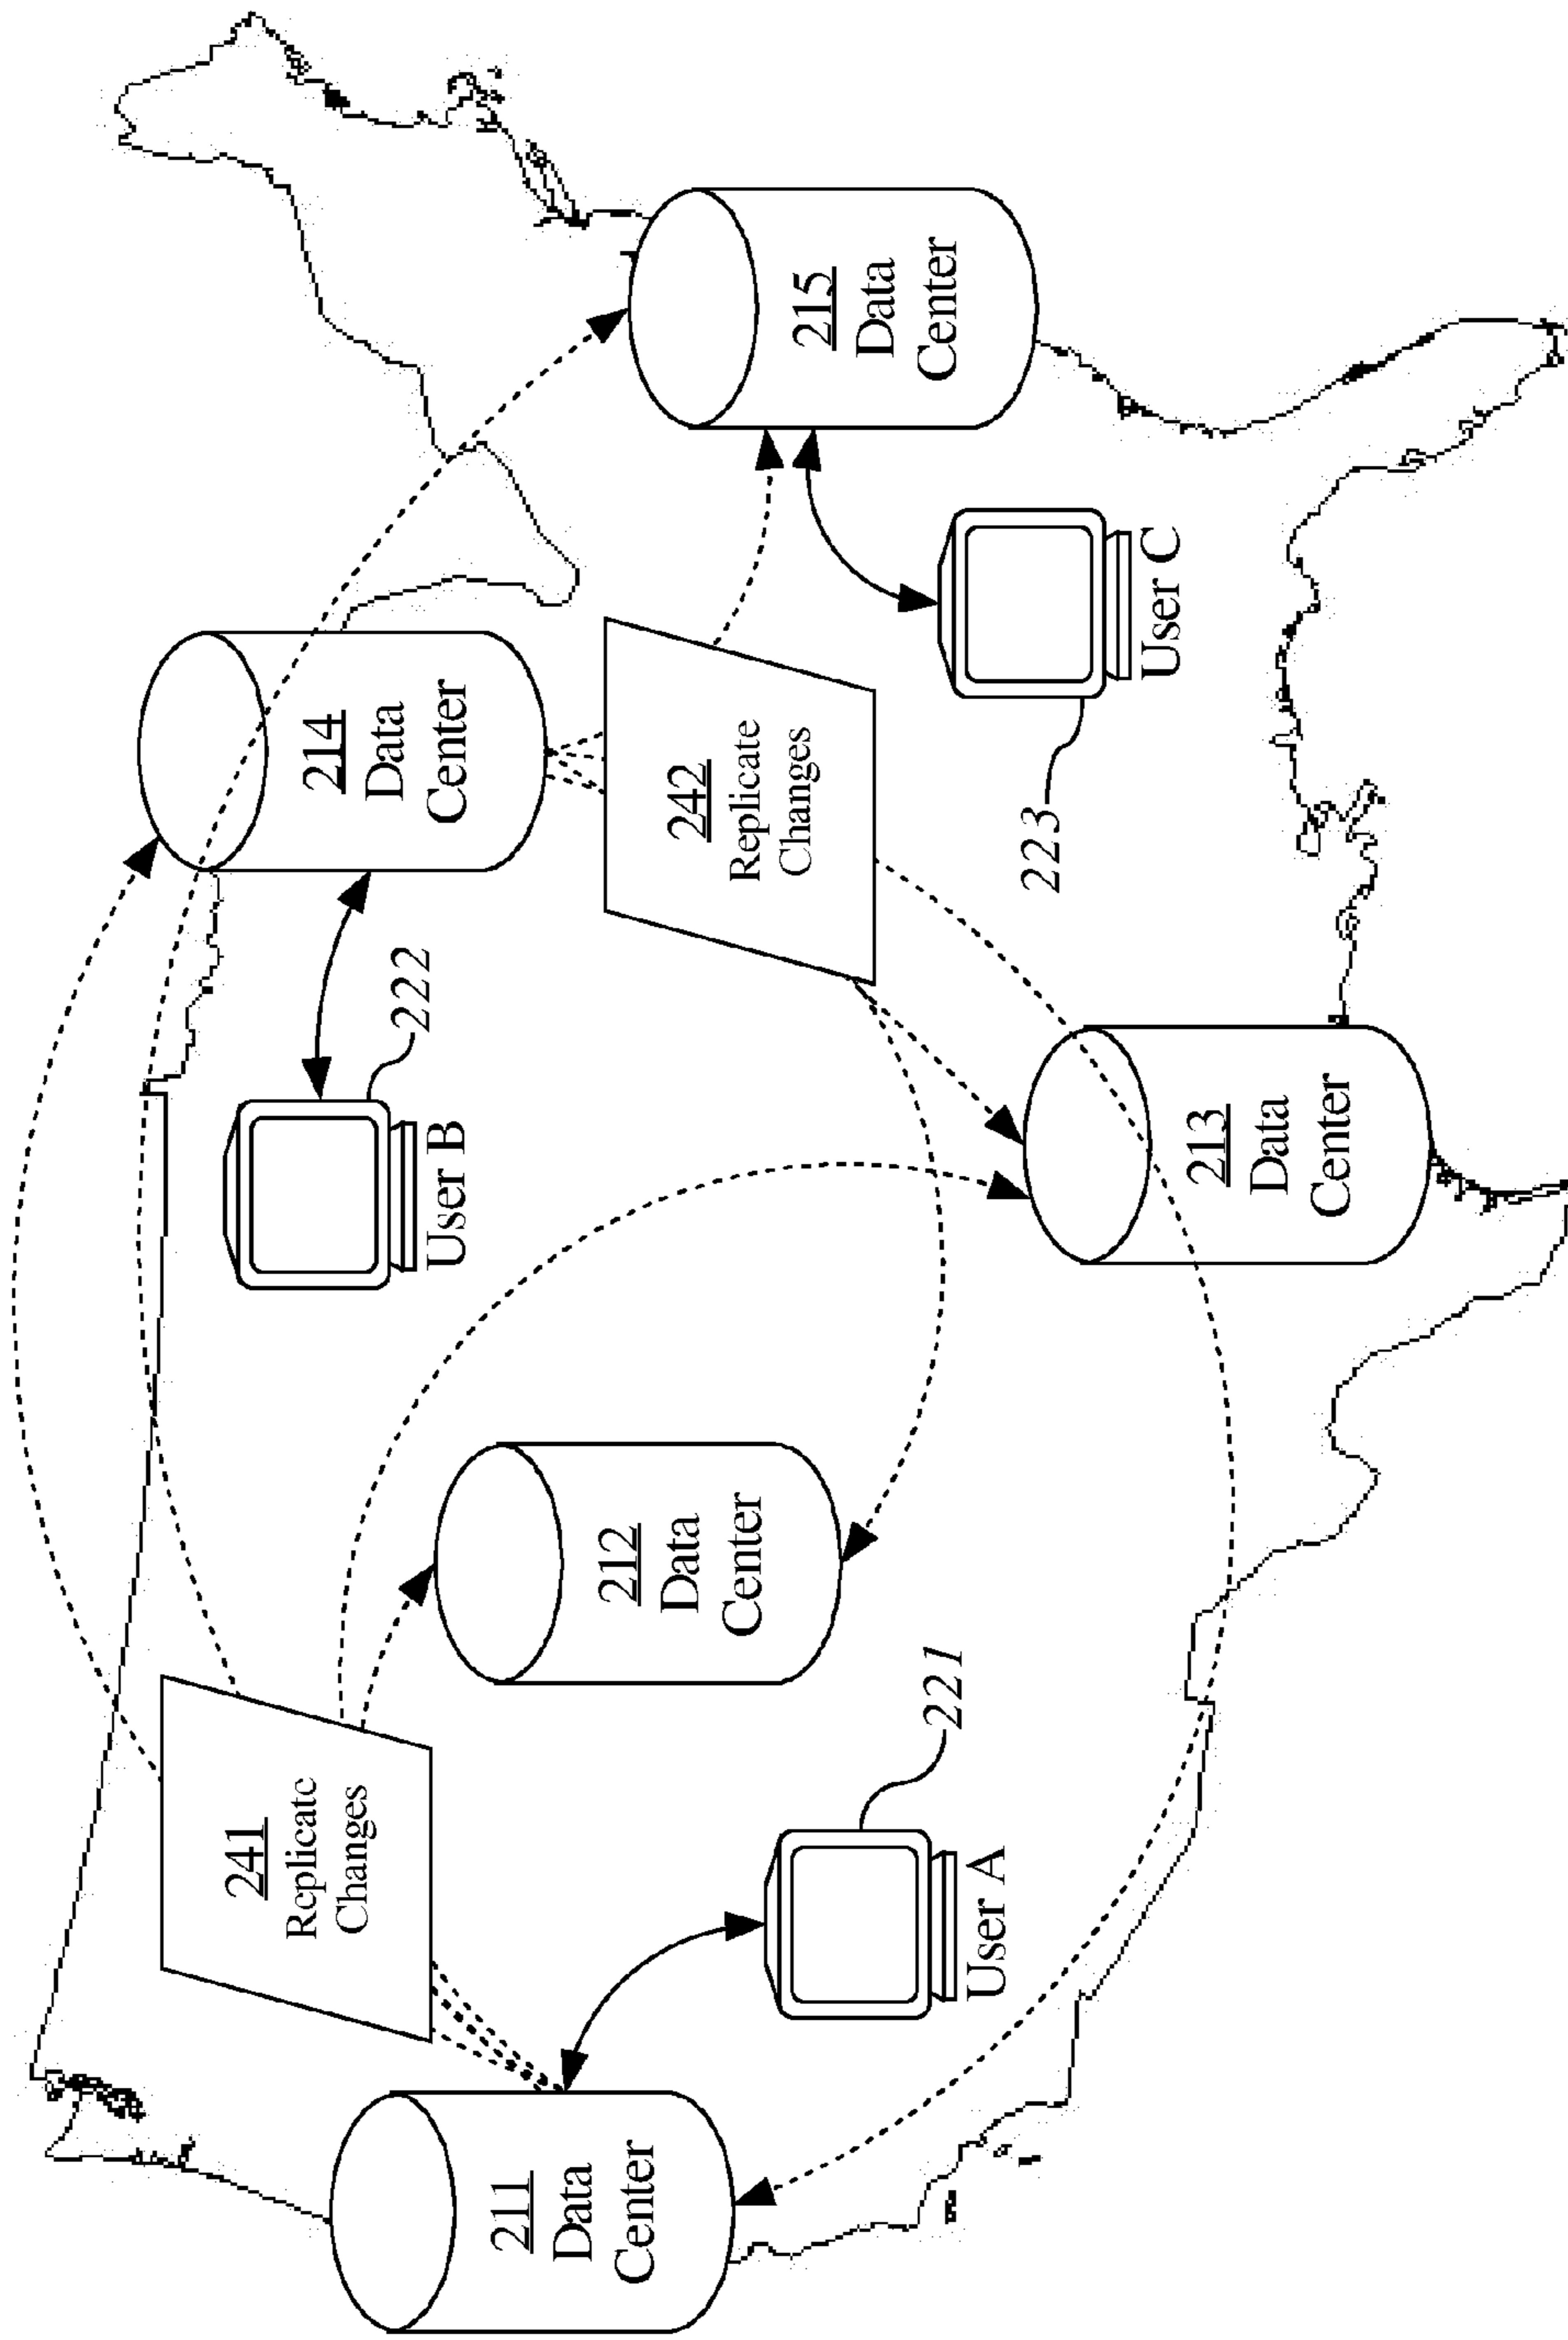 241
Replicate
Changes
211
Data
Center
221
User A
212
Data
Center
222
User B
214
Data
Center
242
Replicate
Changes
213
Data
Center
215
Data
Center
223
User C